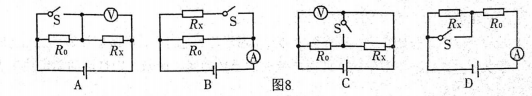 S V Rₓ S V S Rₓ R₀
R₀ Rₓ R₀ A R₀ Rₓ S A
A B 图8 C D